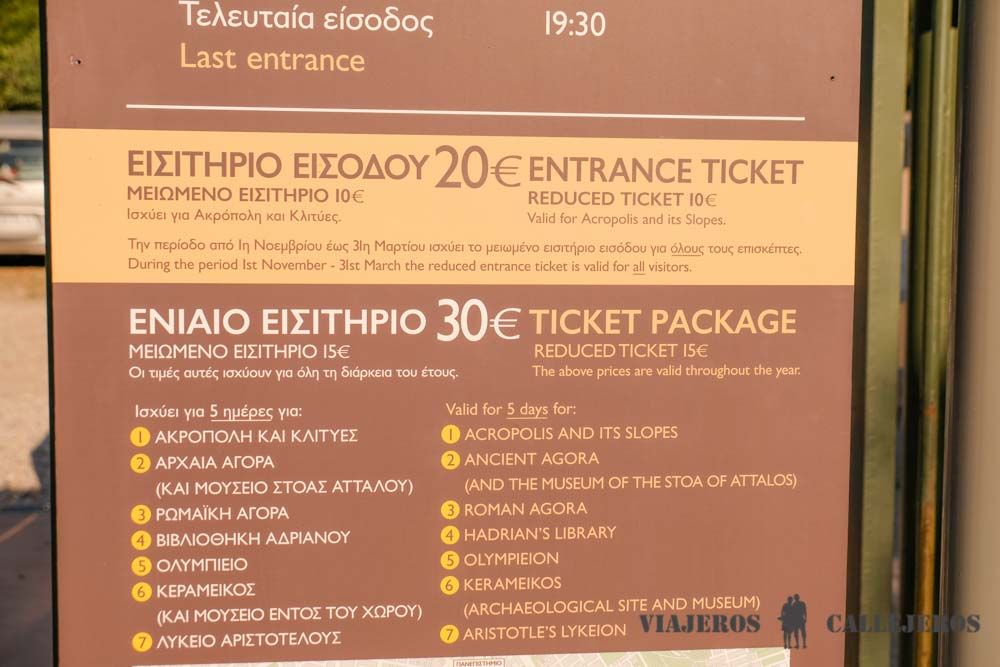 Τελευταία είσοδος 19:30
Last entrance
ΕΙΣΙΤΗΡΙΟ ΕΙΣΟΔΟΥ 20€ ENTRANCE TICKET
ΜΕΙΩΜΕΝΟ ΕΙΣΙΤΗΡΙΟ 10€ REDUCED TICKET 10€
Ισχύει για Ακρόπολη και Κλιτύες. Valid for Acropolis and its Slopes.
Την περίοδο από 1η Νοεμβρίου έως 31η Μαρτίου ισχύει το μειωμένο εισιτήριο εισόδου για όλους τους επισκέπτες.
During the period 1st November - 31st March the reduced entrance ticket is valid for all visitors.
ΕΝΙΑΙΟ ΕΙΣΙΤΗΡΙΟ 30€ TICKET PACKAGE
ΜΕΙΩΜΕΝΟ ΕΙΣΙΤΗΡΙΟ 15€ REDUCED TICKET 15€
Οι τιμές αυτές ισχύουν για όλη τη διάρκεια του έτους. The above prices are valid throughout the year.
Ισχύει για 5 ημέρες για:
1 ΑΚΡΟΠΟΛΗ ΚΑΙ ΚΛΙΤΥΕΣ
2 ΑΡΧΑΙΑ ΑΓΟΡΑ
(ΚΑΙ ΜΟΥΣΕΙΟ ΣΤΟΑΣ ΑΤΤΑΛΟΥ)
3 ΡΩΜΑΪΚΗ ΑΓΟΡΑ
4 ΒΙΒΛΙΟΘΗΚΗ ΑΔΡΙΑΝΟΥ
5 ΟΛΥΜΠΙΕΙΟ
6 ΚΕΡΑΜΕΙΚΟΣ
(ΚΑΙ ΜΟΥΣΕΙΟ ΕΝΤΟΣ ΤΟΥ ΧΩΡΟΥ)
7 ΛΥΚΕΙΟ ΑΡΙΣΤΟΤΕΛΟΥΣ
Valid for 5 days for:
1 ACROPOLIS AND ITS SLOPES
2 ANCIENT AGORA
(AND THE MUSEUM OF THE STOA OF ATTALOS)
3 ROMAN AGORA
4 HADRIAN'S LIBRARY
5 OLYMPIEION
6 KERAMEIKOS
(ARCHAEOLOGICAL SITE AND MUSEUM)
7 ARISTOTLE'S LYKEION
ΠΑΝΕΠΙΣΤΗΜΙΟ
VIAJEROS CALLEJEROS